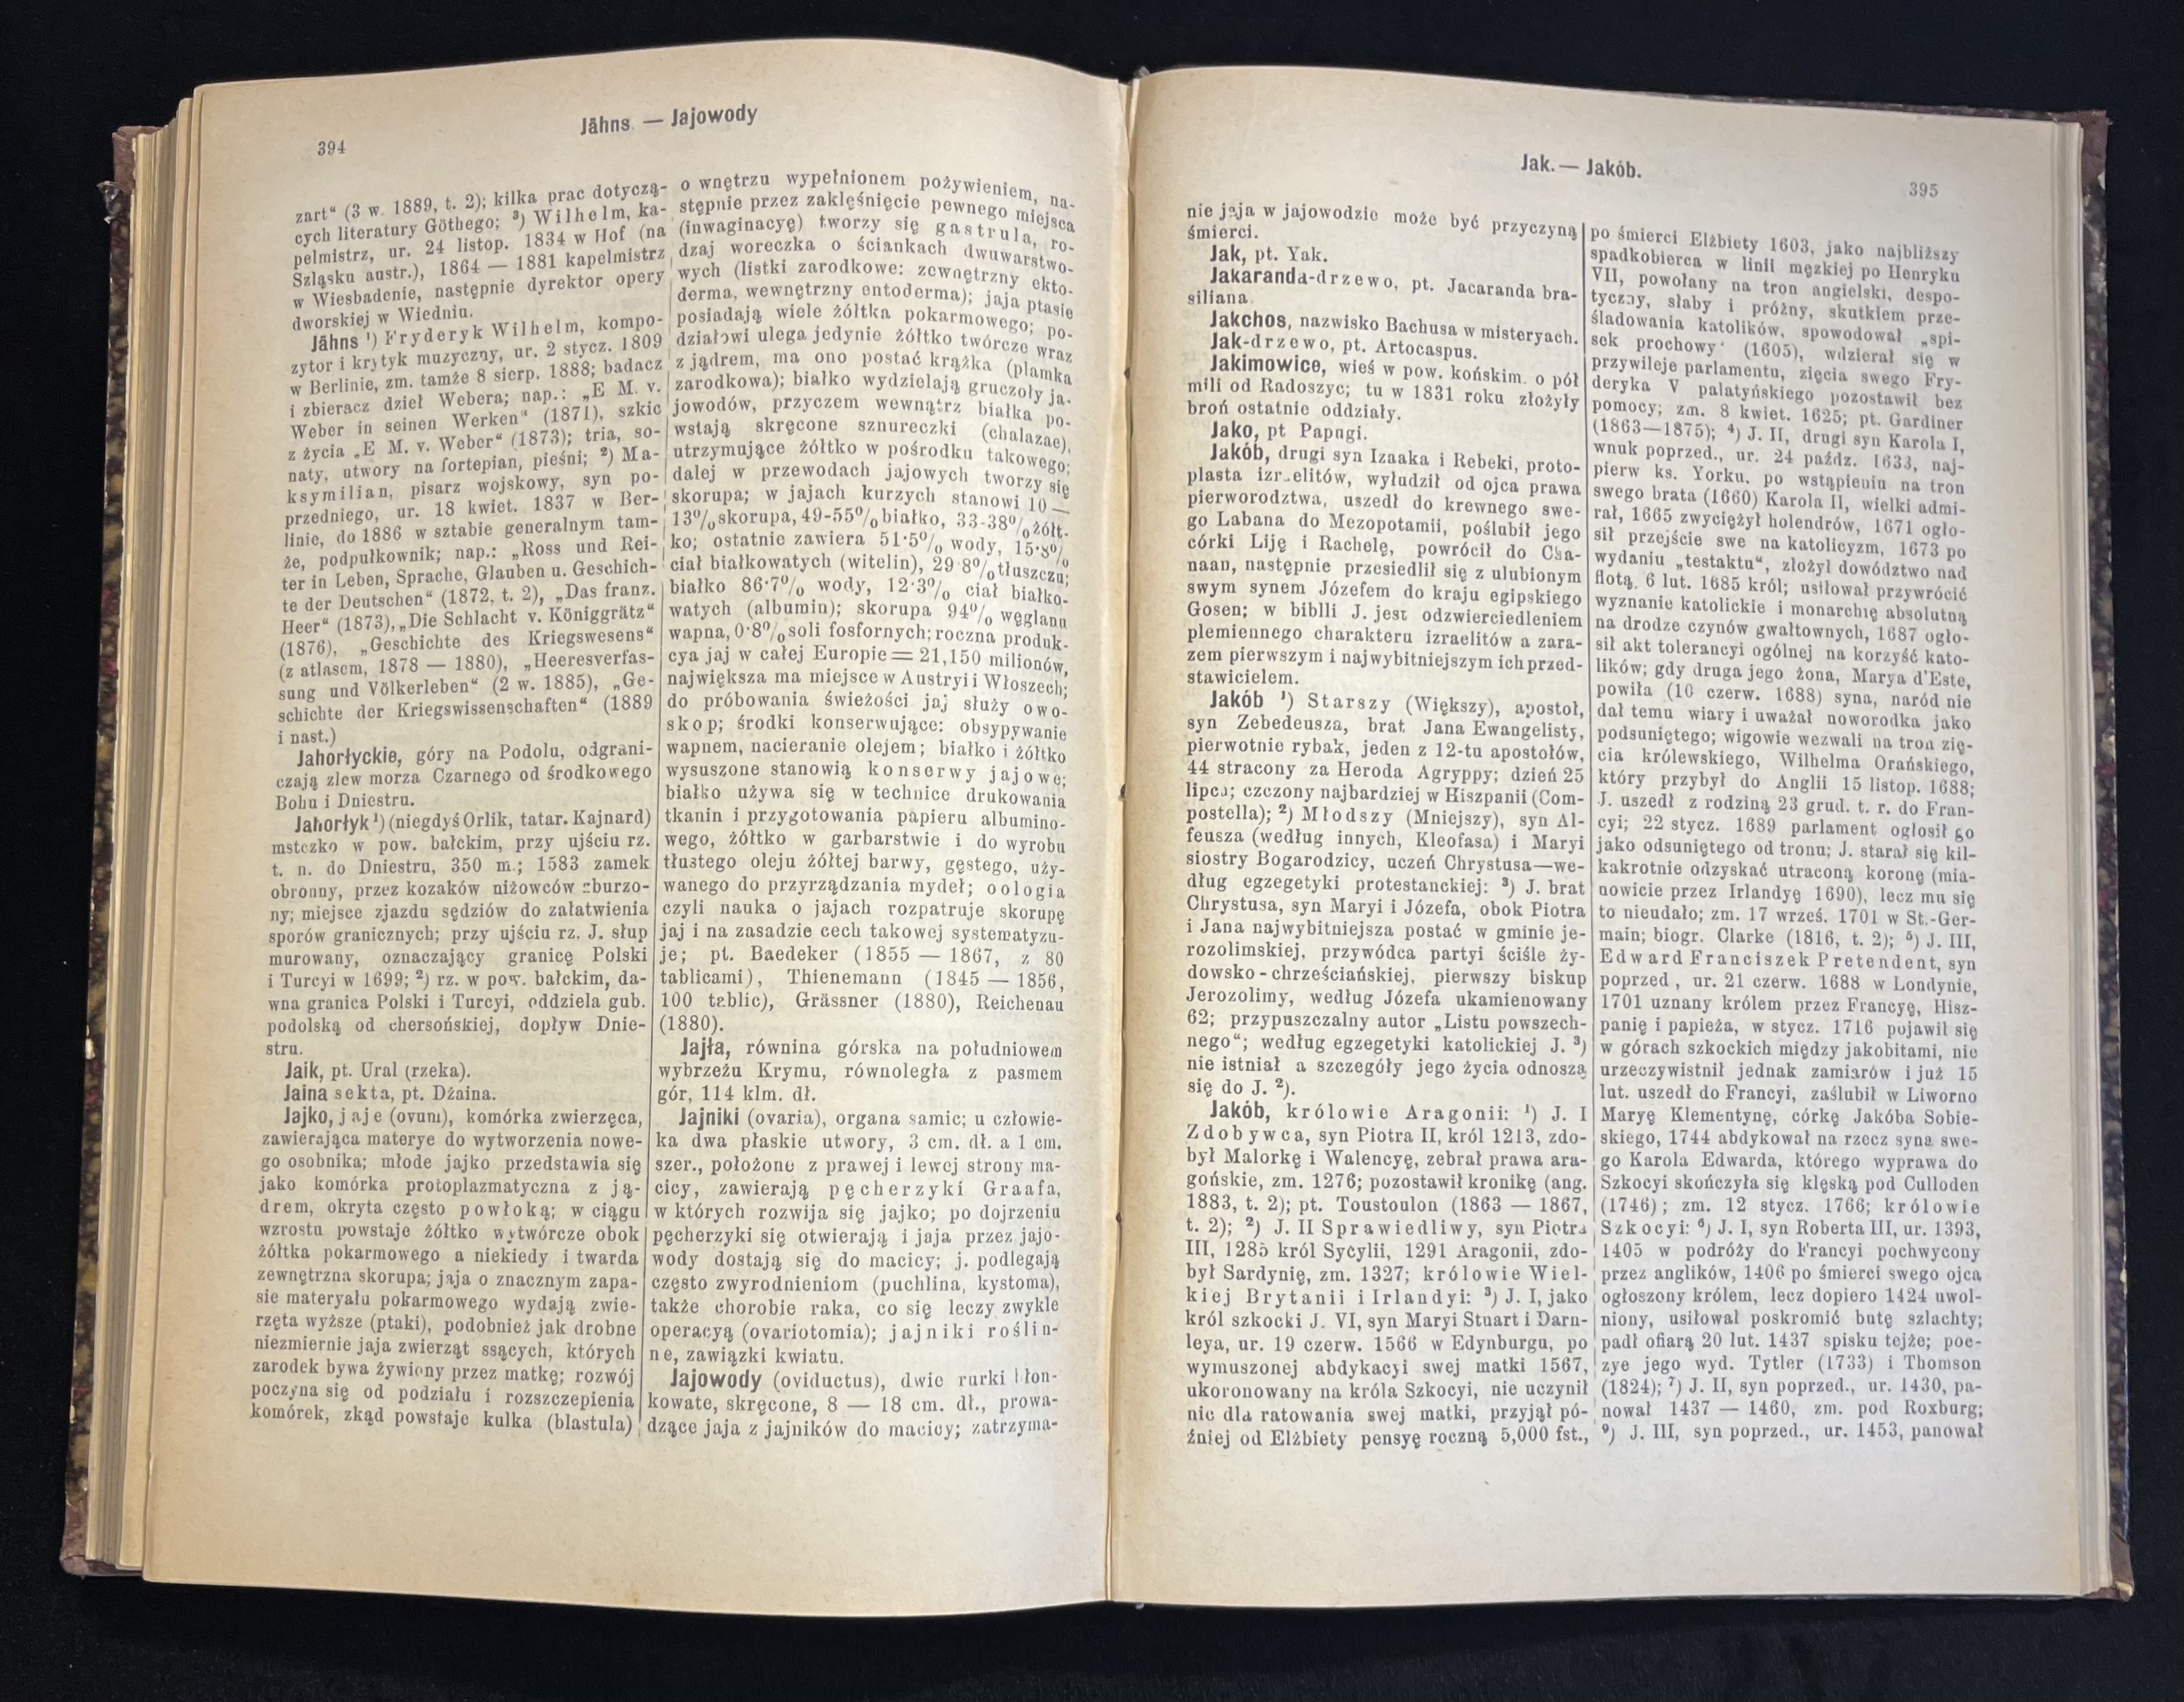 394
Jähns. — Jajowody
zart“ (3 w. 1889, t. 2); kilka prac dotyczą-
cych literatury Göthego; ³) Wilhelm, ka-
pelmistrz, ur. 24 listop. 1834 w Hof (na
Szląsku austr.), 1864 — 1881 kapelmistrz
w Wiesbadenie, następnie dyrektor opery
dworskiej w Wiedniu.
Jähns ¹) Fryderyk Wilhelm, kompo-
zytor i krytyk muzyczny, ur. 2 stycz. 1809
w Berlinie, zm. tamże 8 sierp. 1888; badacz
i zbieracz dzieł Webera; nap.: „E M. v.
Weber in seinen Werken“ (1871), szkic
z życia „E M. v. Weber“ (1873); tria, so-
naty, utwory na fortepian, pieśni; ²) Ma-
ksymilian, pisarz wojskowy, syn po-
przedniego, ur. 18 kwiet. 1837 w Ber-
linie, do 1886 w sztabie generalnym tam-
że, podpułkownik; nap.: „Ross und Rei-
ter in Leben, Sprache, Glauben u. Geschich-
te der Deutschen“ (1872, t. 2), „Das franz.
Heer“ (1873), „Die Schlacht v. Königgrätz“
(1876), „Geschichte des Kriegswesens“
(z atlasem, 1878 — 1880), „Heeresverfas-
sung und Völkerleben“ (2 w. 1885), „Ge-
schichte der Kriegswissenschaften“ (1889
i nast.)
Jahorłyckie, góry na Podolu, odgrani-
czają zlew morza Czarnego od środkowego
Bohu i Dniestru.
Jahorłyk ¹) (niegdyś Orlik, tatar. Kajnard)
msteczko w pow. bałckim, przy ujściu rz.
t. n. do Dniestru, 350 m.; 1583 zamek
obronny, przez kozaków niżowców zburzo-
ny; miejsce zjazdu sędziów do załatwienia
sporów granicznych; przy ujściu rz. J. słup
murowany, oznaczający granicę Polski
i Turcyi w 1699; ²) rz. w pow. bałckim, da-
wna granica Polski i Turcyi, oddziela gub.
podolską od chersońskiej, dopływ Dnie-
stru.
Jaik, pt. Ural (rzeka).
Jaina sekta, pt. Dżaina.
Jajko, jaje (ovum), komórka zwierzęca,
zawierająca materye do wytworzenia nowe-
go osobnika; młode jajko przedstawia się
jako komórka protoplazmatyczna z ją-
drem, okryta często powłoką; w ciągu
wzrostu powstaje żółtko wytwórcze obok
żółtka pokarmowego a niekiedy i twarda
zewnętrzna skorupa; jaja o znacznym zapa-
sie materyału pokarmowego wydają zwie-
rzęta wyższe (ptaki), podobnież jak drobne
niezmiernie jaja zwierząt ssących, których
zarodek bywa żywiony przez matkę; rozwój
poczyna się od podziału i rozszczepienia
komórek, zkąd powstaje kulka (blastula)
o wnętrzu wypełnionem pożywieniem, na-
stępnie przez zaklęśnięcie pewnego miejsca
(inwaginacyę) tworzy się gastrula, ro-
dzaj woreczka o ściankach dwuwarstwo-
wych (listki zarodkowe: zewnętrzny ekto-
derma, wewnętrzny entoderma); jaja ptasie
posiadają wiele żółtka pokarmowego; po-
działowi ulega jedynie żółtko twórcze wraz
z jądrem, ma ono postać krążka (plamka
zarodkowa); białko wydzielają gruczoły ja-
jowodów, przyczem wewnątrz białka po-
wstają skręcone sznureczki (chalazae),
utrzymujące żółtko w pośrodku takowego;
dalej w przewodach jajowych tworzy się
skorupa; w jajach kurzych stanowi 10—
13% skorupa, 49-55% białko, 33-38% żółt-
ko; ostatnie zawiera 51·5% wody, 15·8%
ciał białkowatych (witelin), 29·8% tłuszczu;
białko 86·7% wody, 12·3% ciał białko-
watych (albumin); skorupa 94% węglanu
wapna, 0·8% soli fosfornych; roczna produk-
cya jaj w całej Europie = 21,150 milionów,
największa ma miejsce w Austryi i Włoszech;
do próbowania świeżości jaj służy owo-
skop; środki konserwujące: obsypywanie
wapnem, nacieranie olejem; białko i żółtko
wysuszone stanowią konserwy jajowe;
białko używa się w technice drukowania
tkanin i przygotowania papieru albumino-
wego, żółtko w garbarstwie i do wyrobu
tłustego oleju żółtej barwy, gęstego, uży-
wanego do przyrządzania mydeł; oologia
czyli nauka o jajach rozpatruje skorupę
jaj i na zasadzie cech takowej systematyzu-
je; pt. Baedeker (1855 — 1867, z 80
tablicami), Thienemann (1845 — 1856,
100 tablic), Grässner (1880), Reichenau
(1880).
Jajła, równina górska na południowem
wybrzeżu Krymu, równoległa z pasmem
gór, 114 klm. dł.
Jajniki (ovaria), organa samic; u człowie-
ka dwa płaskie utwory, 3 cm. dł. a 1 cm.
szer., położone z prawej i lewej strony ma-
cicy, zawierają pęcherzyki Graafa,
w których rozwija się jajko; po dojrzeniu
pęcherzyki się otwierają i jaja przez jajo-
wody dostają się do macicy; j. podlegają
często zwyrodnieniom (puchlina, kystoma),
także chorobie raka, co się leczy zwykle
operacyą (ovariotomia); jajniki roślin-
ne, zawiązki kwiatu.
Jajowody (oviductus), dwie rurki błon-
kowate, skręcone, 8 — 18 cm. dł., prowa-
dzące jaja z jajników do macicy; zatrzyma-
Jak. — Jakób.
395
nie jaja w jajowodzie może być przyczyną
śmierci.
Jak, pt. Yak.
Jakaranda-drzewo, pt. Jacaranda bra-
siliana.
Jakchos, nazwisko Bachusa w misteryach.
Jak-drzewo, pt. Artocaspus.
Jakimowice, wieś w pow. końskim. o pół
mili od Radoszyc; tu w 1831 roku złożyły
broń ostatnie oddziały.
Jako, pt Papugi.
Jakób, drugi syn Izaaka i Rebeki, proto-
plasta izraelitów, wyłudził od ojca prawa
pierworodztwa, uszedł do krewnego swe-
go Labana do Mezopotamii, poślubił jego
córki Liję i Rachelę, powrócił do Cha-
naan, następnie przesiedlił się z ulubionym
swym synem Józefem do kraju egipskiego
Gosen; w biblli J. jest odzwierciedleniem
plemiennego charakteru izraelitów a zara-
zem pierwszym i najwybitniejszym ich przed-
stawicielem.
Jakób ¹) Starszy (Większy), apostoł,
syn Zebedeusza, brat Jana Ewangelisty,
pierwotnie rybak, jeden z 12-tu apostołów,
44 stracony za Heroda Agryppy; dzień 25
lipca; czczony najbardziej w Hiszpanii (Com-
postella); ²) Młodszy (Mniejszy), syn Al-
feusza (według innych, Kleofasa) i Maryi
siostry Bogarodzicy, uczeń Chrystusa—we-
dług egzegetyki protestanckiej: ³) J. brat
Chrystusa, syn Maryi i Józefa, obok Piotra
i Jana najwybitniejsza postać w gminie je-
rozolimskiej, przywódca partyi ściśle ży-
dowsko-chrześciańskiej, pierwszy biskup
Jerozolimy, według Józefa ukamienowany
62; przypuszczalny autor „Listu powszech-
nego“; według egzegetyki katolickiej J. ³)
nie istniał a szczegóły jego życia odnoszą
się do J. ²).
Jakób, królowie Aragonii: ¹) J. I
Zdobywca, syn Piotra II, król 1213, zdo-
był Malorkę i Walencyę, zebrał prawa ara-
gońskie, zm. 1276; pozostawił kronikę (ang.
1883, t. 2); pt. Toustoulon (1863 — 1867,
t. 2); ²) J. II Sprawiedliwy, syn Piotra
III, 1285 król Sycylii, 1291 Aragonii, zdo-
był Sardynię, zm. 1327; królowie Wiel-
kiej Brytanii i Irlandyi: ³) J. I, jako
król szkocki J. VI, syn Maryi Stuart i Darn-
leya, ur. 19 czerw. 1566 w Edynburgu, po
wymuszonej abdykacyi swej matki 1567,
ukoronowany na króla Szkocyi, nie uczynił
nic dla ratowania swej matki, przyjął pó-
źniej od Elżbiety pensyę roczną 5,000 fst.,
po śmierci Elżbiety 1603, jako najbliższy
spadkobierca w linii męzkiej po Henryku
VII, powołany na tron angielski, despo-
tyczny, słaby i próżny, skutkiem prze-
śladowania katolików, spowodował „spi-
sek prochowy“ (1605), wdzierał się w
przywileje parlamentu, zięcia swego Fry-
deryka V palatyńskiego pozostawił bez
pomocy; zm. 8 kwiet. 1625; pt. Gardiner
(1863—1875); ⁴) J. II, drugi syn Karola I,
wnuk poprzed., ur. 24 paźdz. 1633, naj-
pierw ks. Yorku, po wstąpieniu na tron
swego brata (1660) Karola II, wielki admi-
rał, 1665 zwyciężył holendrów, 1671 ogło-
sił przejście swe na katolicyzm, 1673 po
wydaniu „testaktu“, złożył dowództwo nad
flotą, 6 lut. 1685 król; usiłował przywrócić
wyznanie katolickie i monarchię absolutną
na drodze czynów gwałtownych, 1687 ogło-
sił akt tolerancyi ogólnej na korzyść kato-
lików; gdy druga jego żona, Marya d'Este,
powiła (10 czerw. 1688) syna, naród nie
dał temu wiary i uważał noworodka jako
podsuniętego; wigowie wezwali na tron zię-
cia królewskiego, Wilhelma Orańskiego,
który przybył do Anglii 15 listop. 1688;
J. uszedł z rodziną 23 grud. t. r. do Fran-
cyi; 22 stycz. 1689 parlament ogłosił go
jako odsuniętego od tronu; J. starał się kil-
kakrotnie odzyskać utraconą koronę (mia-
nowicie przez Irlandyę 1690), lecz mu się
to nieudało; zm. 17 wrześ. 1701 w St.-Ger-
main; biogr. Clarke (1816, t. 2); ⁵) J. III,
Edward Franciszek Pretendent, syn
poprzed, ur. 21 czerw. 1688 w Londynie,
1701 uznany królem przez Francyę, Hisz-
panię i papieża, w stycz. 1716 pojawił się
w górach szkockich między jakobitami, nie
urzeczywistnił jednak zamiarów i już 15
lut. uszedł do Francyi, zaślubił w Liworno
Maryę Klementynę, córkę Jakóba Sobie-
skiego, 1744 abdykował na rzecz syna swe-
go Karola Edwarda, którego wyprawa do
Szkocyi skończyła się klęską pod Culloden
(1746); zm. 12 stycz. 1766; królowie
Szkocyi: ⁶) J. I, syn Roberta III, ur. 1393,
1405 w podróży do Francyi pochwycony
przez anglików, 1406 po śmierci swego ojca
ogłoszony królem, lecz dopiero 1424 uwol-
niony, usiłował poskromić butę szlachty;
padł ofiarą 20 lut. 1437 spisku tejże; poe-
zye jego wyd. Tytler (1733) i Thomson
(1824); ⁷) J. II, syn poprzed., ur. 1430, pa-
nował 1437 — 1460, zm. pod Roxburg;
⁹) J. III, syn poprzed., ur. 1453, panował